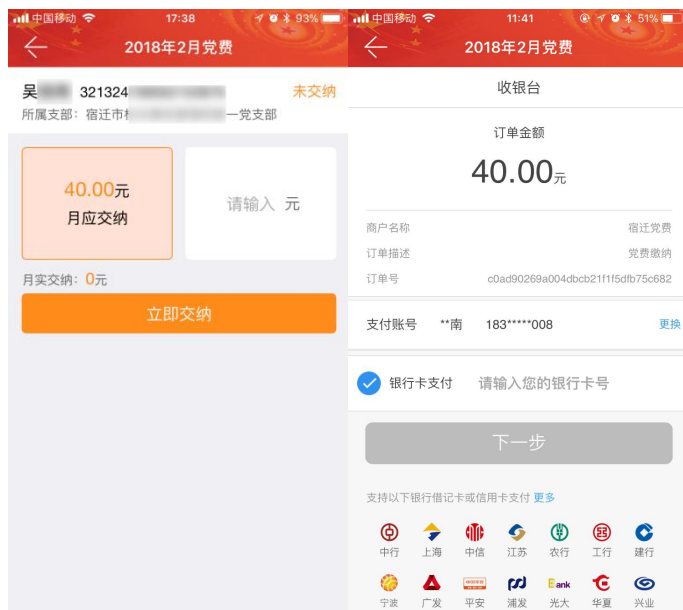 中国移动 17:38 93%
2018年2月党费
吴 321324 未交纳
所属支部：宿迁市 一党支部
40.00元
月应交纳
请输入 元
月实交纳：0元
立即交纳
中国移动 11:41 51%
2018年2月党费
收银台
订单金额
40.00元
商户名称 宿迁党费
订单描述 党费缴纳
订单号 c0ad90269a004dbcb21f1f5dfb75c682
支付账号 **南 183*****008 更换
银行卡支付 请输入您的银行卡号
下一步
支持以下银行借记卡或信用卡支付 更多
中行 上海 中信 江苏 农行 工行 建行
Bank
宁波 广发 平安 浦发 光大 华夏 兴业